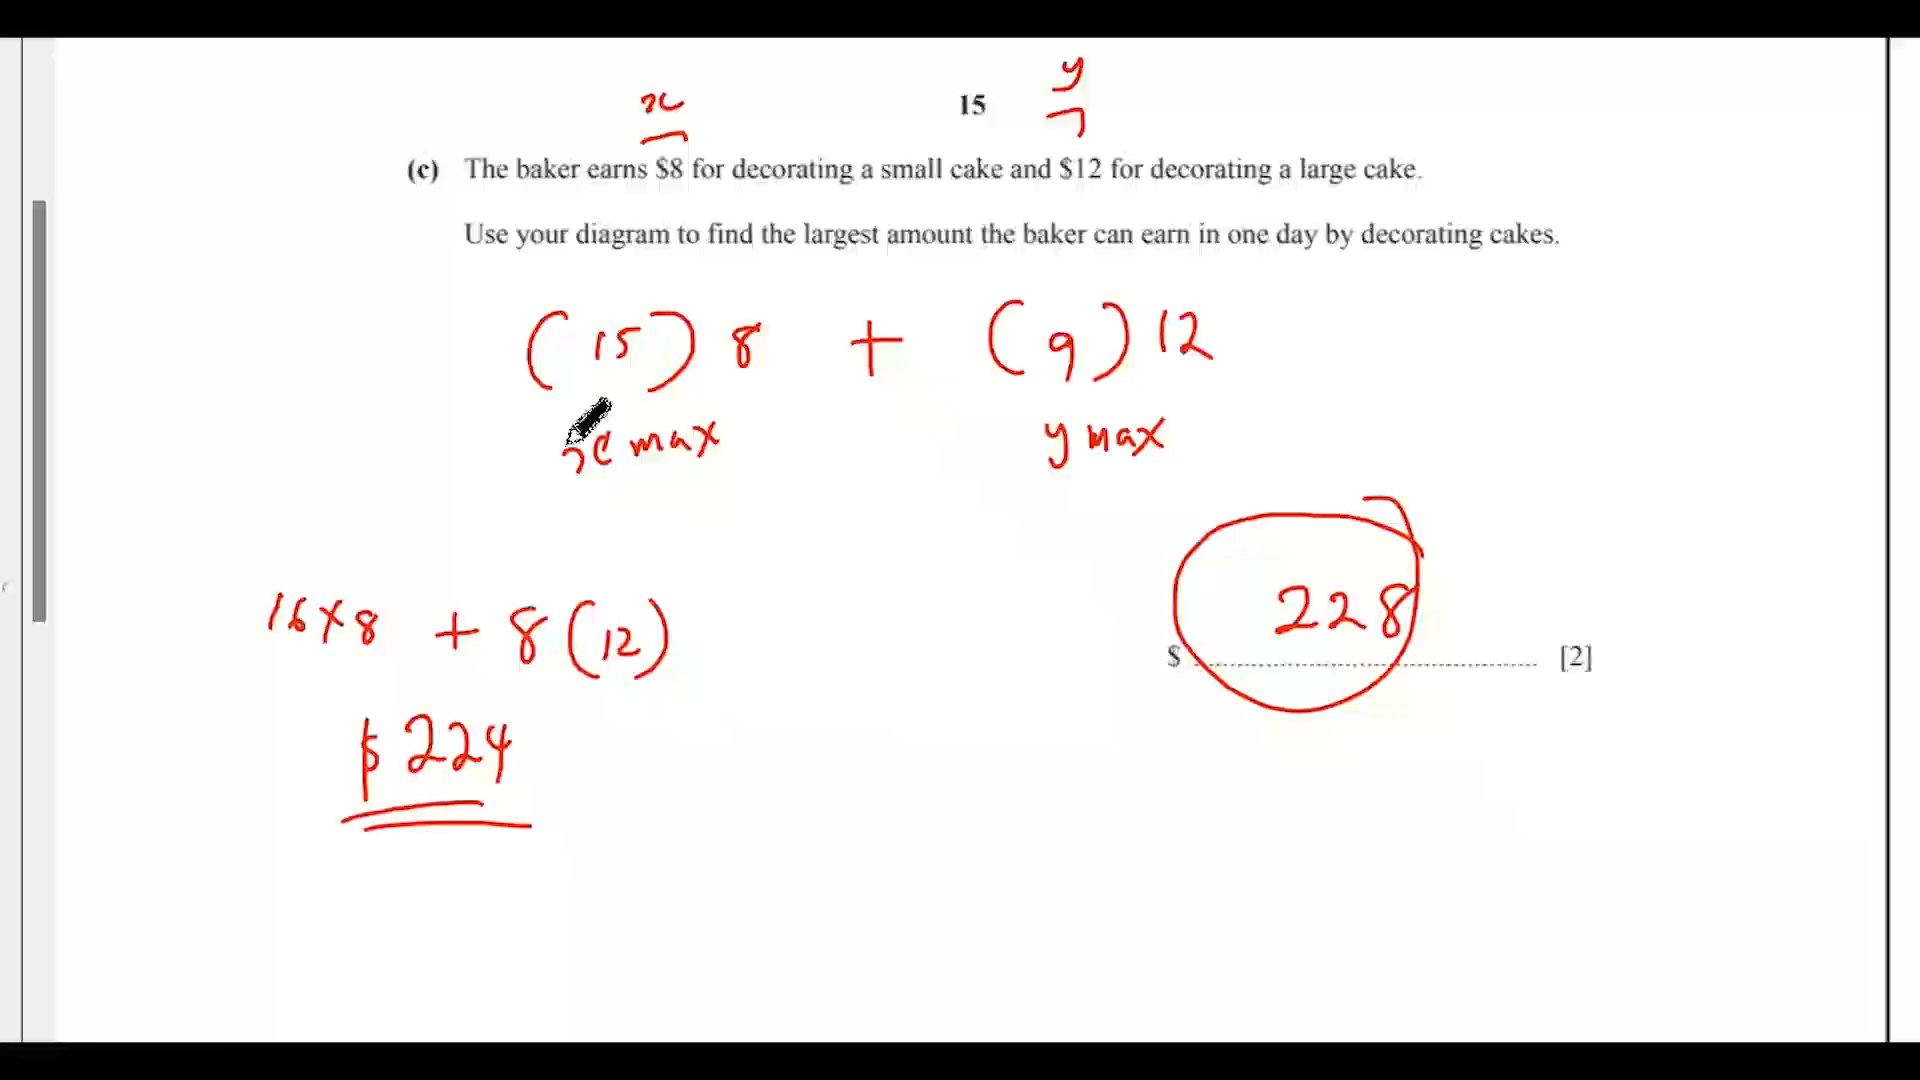 x 15 y
(c) The baker earns $8 for decorating a small cake and $12 for decorating a large cake.
Use your diagram to find the largest amount the baker can earn in one day by decorating cakes.
(15) 8 + (9) 12
x max y max
228
$ ........................................ [2]
16 x 8 + 8 (12)
$ 224